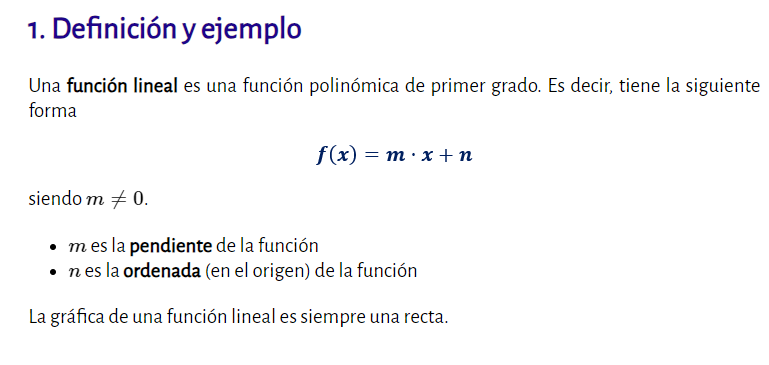 1. Definición y ejemplo
Una función lineal es una función polinómica de primer grado. Es decir, tiene la siguiente
forma
f(x) = m · x + n
siendo m ≠ 0.
• m es la pendiente de la función
• n es la ordenada (en el origen) de la función
La gráfica de una función lineal es siempre una recta.